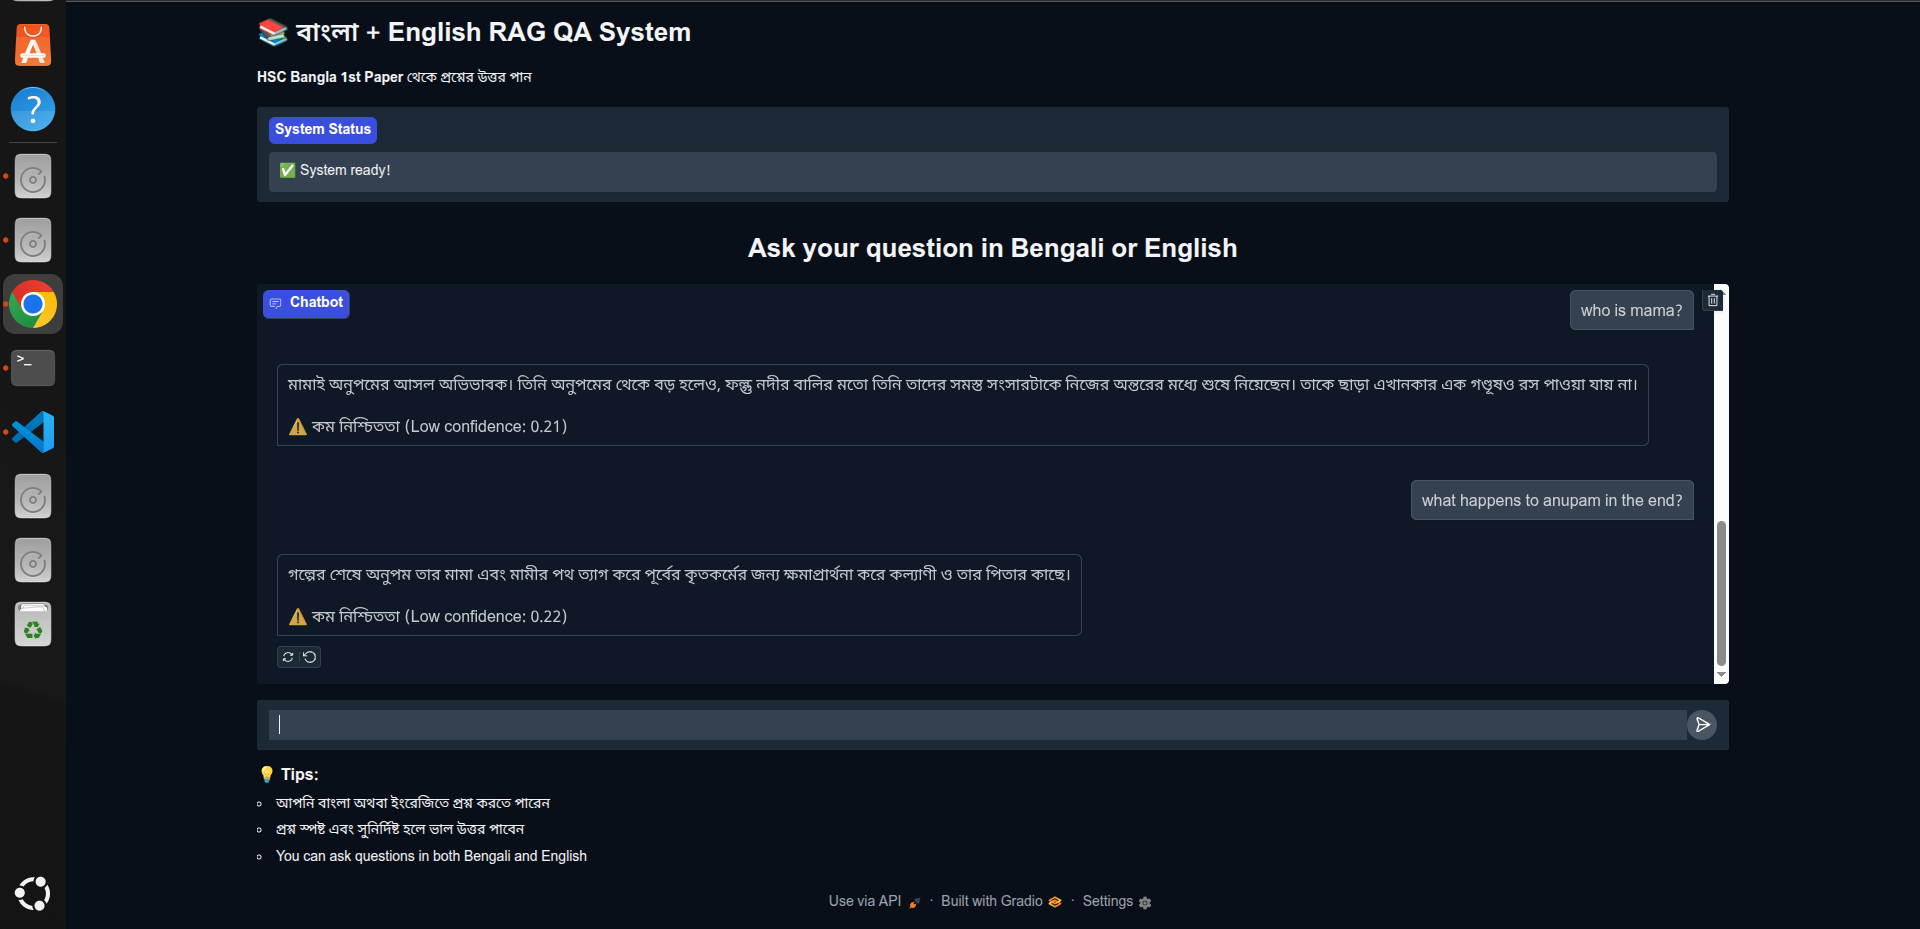 📚 বাংলা + English RAG QA System
HSC Bangla 1st Paper থেকে প্রশ্নের উত্তর পান
System Status
✅ System ready!
Ask your question in Bengali or English
Chatbot
who is mama?
মামাই অনুপমের আসল অভিভাবক। তিনি অনুপমের থেকে বড় হলেও, ফল্গু নদীর বালির মতো তিনি তাদের সমস্ত সংসারটাকে নিজের অন্তরের মধ্যে শুষে নিয়েছেন। তাকে ছাড়া এখানকার এক গণ্ডূষও রস পাওয়া যায় না।
⚠️ কম নিশ্চিততা (Low confidence: 0.21)
what happens to anupam in the end?
গল্পের শেষে অনুপম তার মামা এবং মামীর পথ ত্যাগ করে পূর্বের কৃতকর্মের জন্য ক্ষমাপ্রার্থনা করে কল্যাণী ও তার পিতার কাছে।
⚠️ কম নিশ্চিততা (Low confidence: 0.22)
💡 Tips:
আপনি বাংলা অথবা ইংরেজিতে প্রশ্ন করতে পারেন
প্রশ্ন স্পষ্ট এবং সুনির্দিষ্ট হলে ভাল উত্তর পাবেন
You can ask questions in both Bengali and English
Use via API · Built with Gradio · Settings